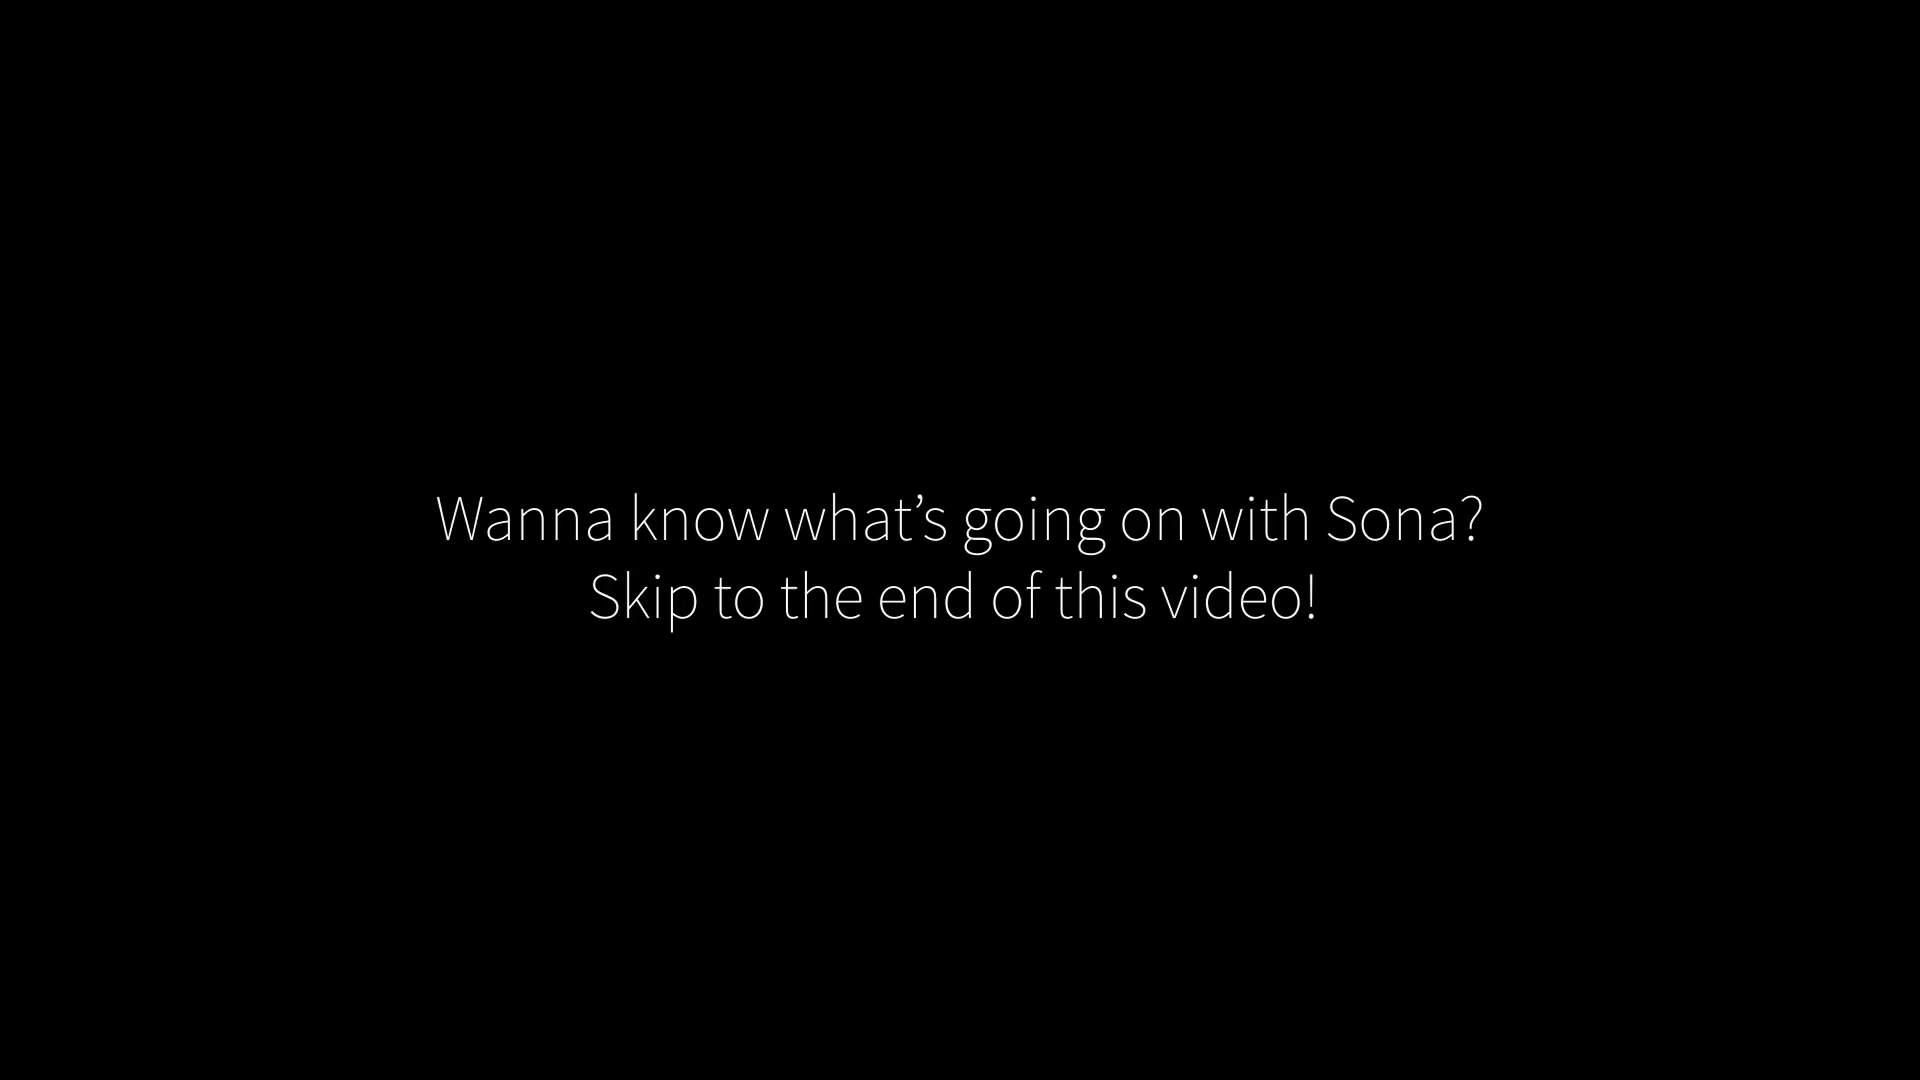 Wanna know what’s going on with Sona?
Skip to the end of this video!